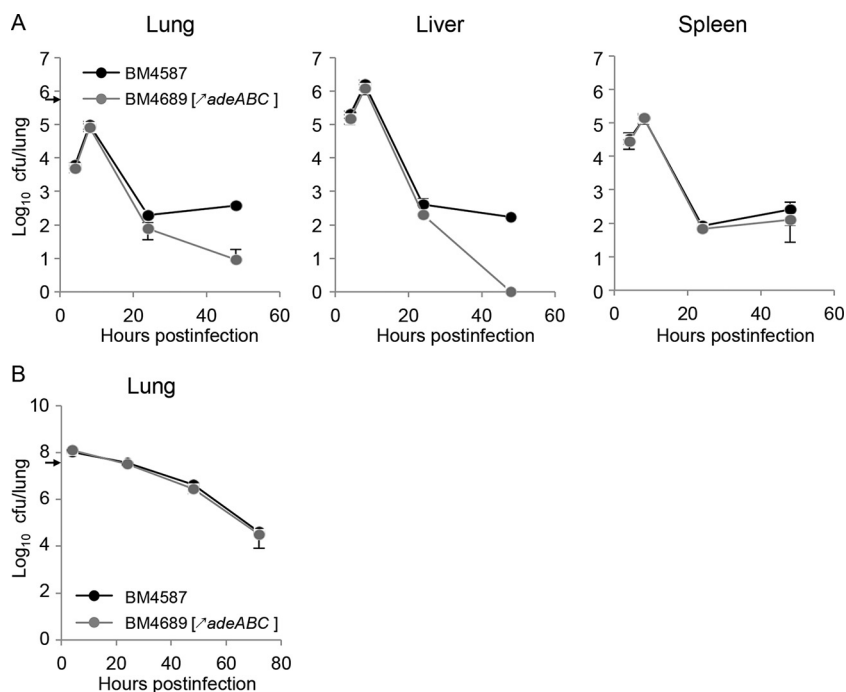 A
Lung
Liver
Spleen
7
6
5
4
3
2
1
0
Log10 cfu/lung
BM4587
BM4689 [↗adeABC ]
0 20 40 60
Hours postinfection
7
6
5
4
3
2
1
0
0 20 40 60
Hours postinfection
7
6
5
4
3
2
1
0
0 20 40 60
Hours postinfection
B
Lung
10
8
6
4
2
0
Log10 cfu/lung
BM4587
BM4689 [↗adeABC ]
0 20 40 60 80
Hours postinfection